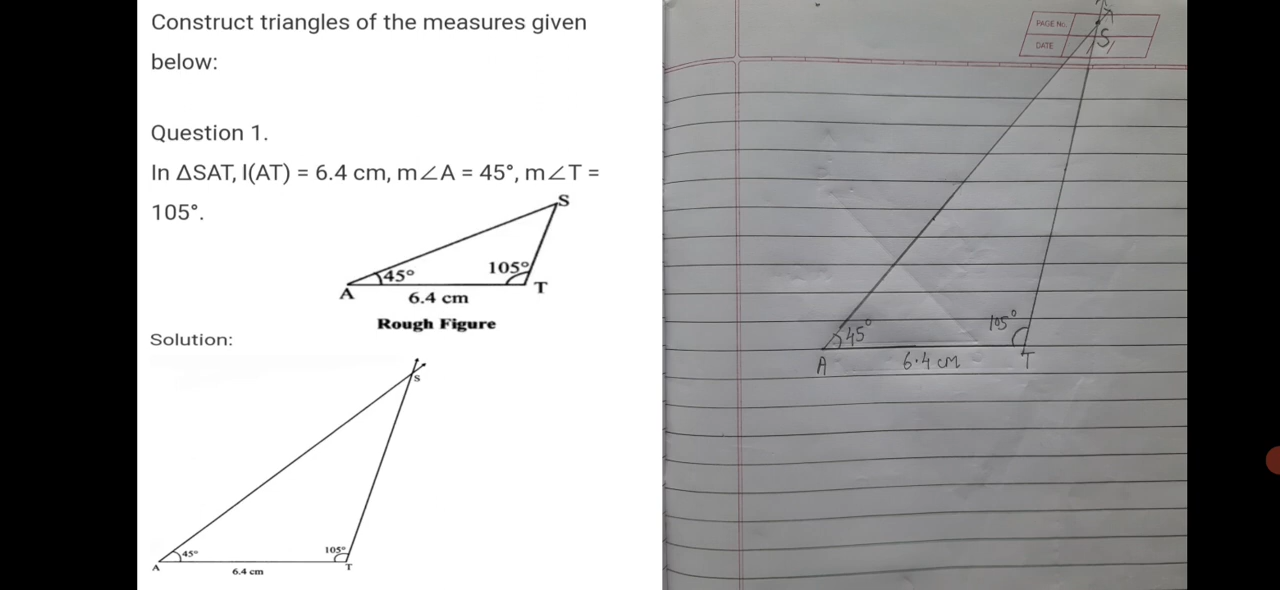 Construct triangles of the measures given
below:
Question 1.
In ΔSAT, l(AT) = 6.4 cm, m∠A = 45°, m∠T =
105°.
S
45°
105°
A
T
6.4 cm
Rough Figure
Solution:
S
45°
105°
A
T
6.4 cm
PAGE No.
DATE
S
45°
105°
A
6.4 cm
T